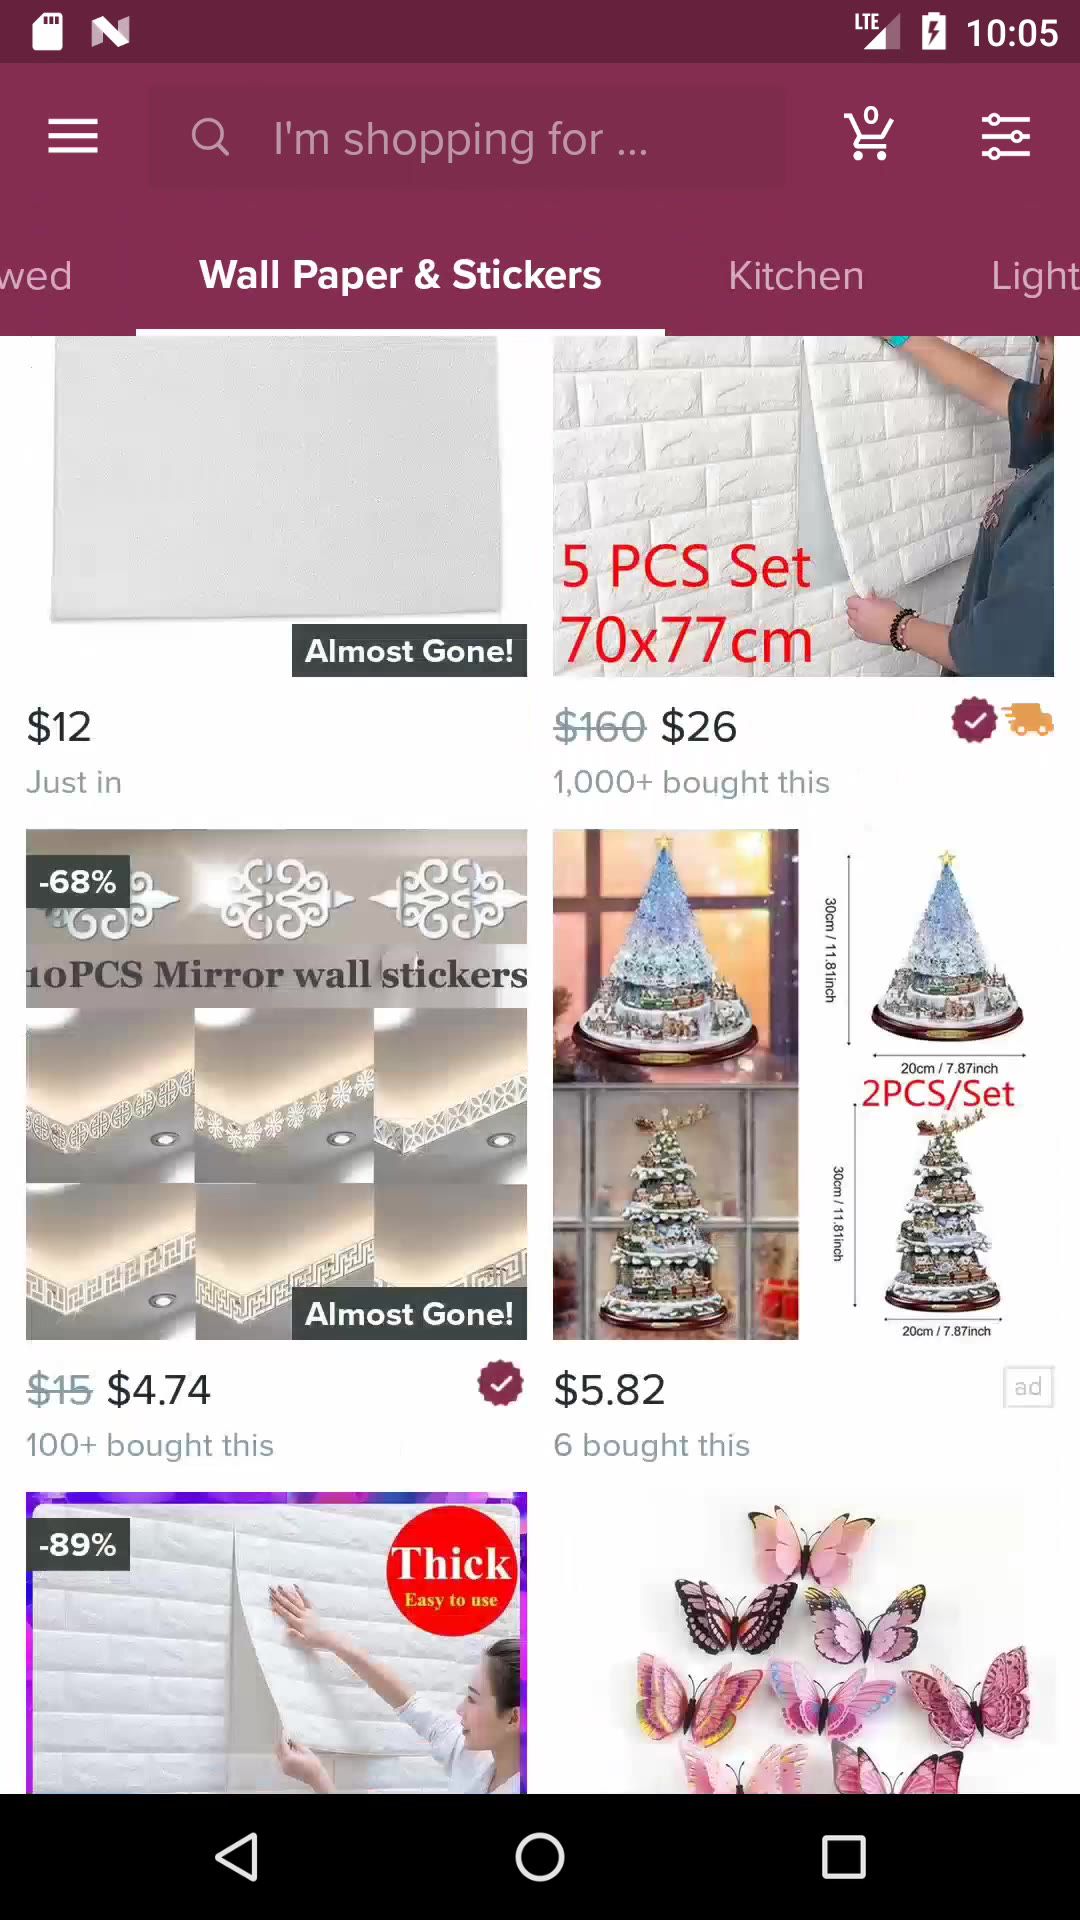 LTE 10:05
I'm shopping for ...
0
wed
Wall Paper & Stickers
Kitchen
Light
Almost Gone!
5 PCS Set
70x77cm
$12
Just in
$160 $26
1,000+ bought this
-68%
10PCS Mirror wall stickers
Almost Gone!
30cm / 11.81inch
20cm / 7.87inch
2PCS/Set
30cm / 11.81inch
20cm / 7.87inch
$15 $4.74
100+ bought this
$5.82
ad
6 bought this
-89%
Thick
Easy to use